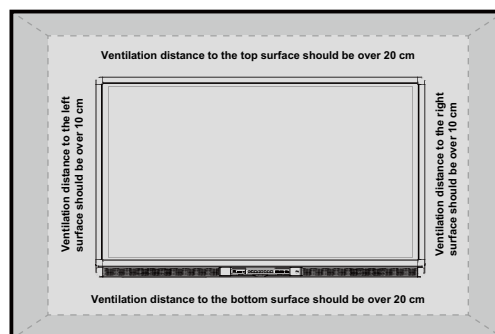 Ventilation distance to the top surface should be over 20 cm
Ventilation distance to the left
surface should be over 10 cm
Ventilation distance to the right
surface should be over 10 cm
Ventilation distance to the bottom surface should be over 20 cm